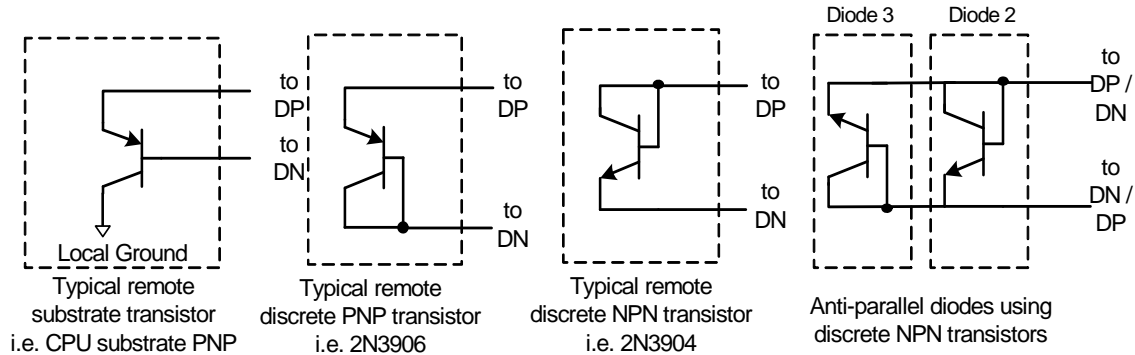 Diode 3
Diode 2
to
DP
to
DN
to
DP
to
DN
to
DP
to
DN
to
DP /
DN
to
DN /
DP
Local Ground
Typical remote
substrate transistor
i.e. CPU substrate PNP
Typical remote
discrete PNP transistor
i.e. 2N3906
Typical remote
discrete NPN transistor
i.e. 2N3904
Anti-parallel diodes using
discrete NPN transistors